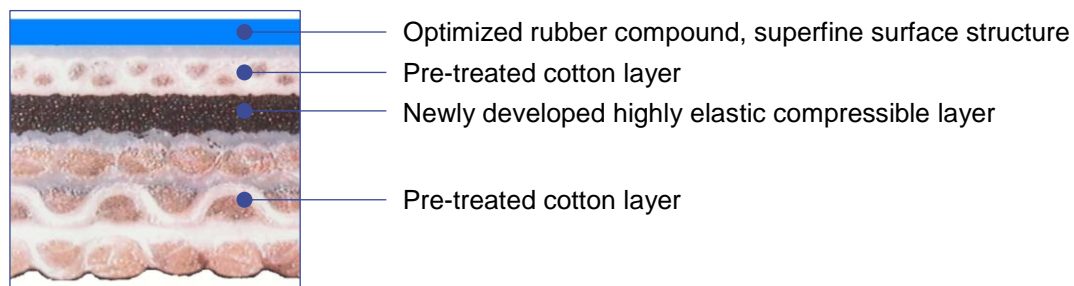 Optimized rubber compound, superfine surface structure
Pre-treated cotton layer
Newly developed highly elastic compressible layer
Pre-treated cotton layer